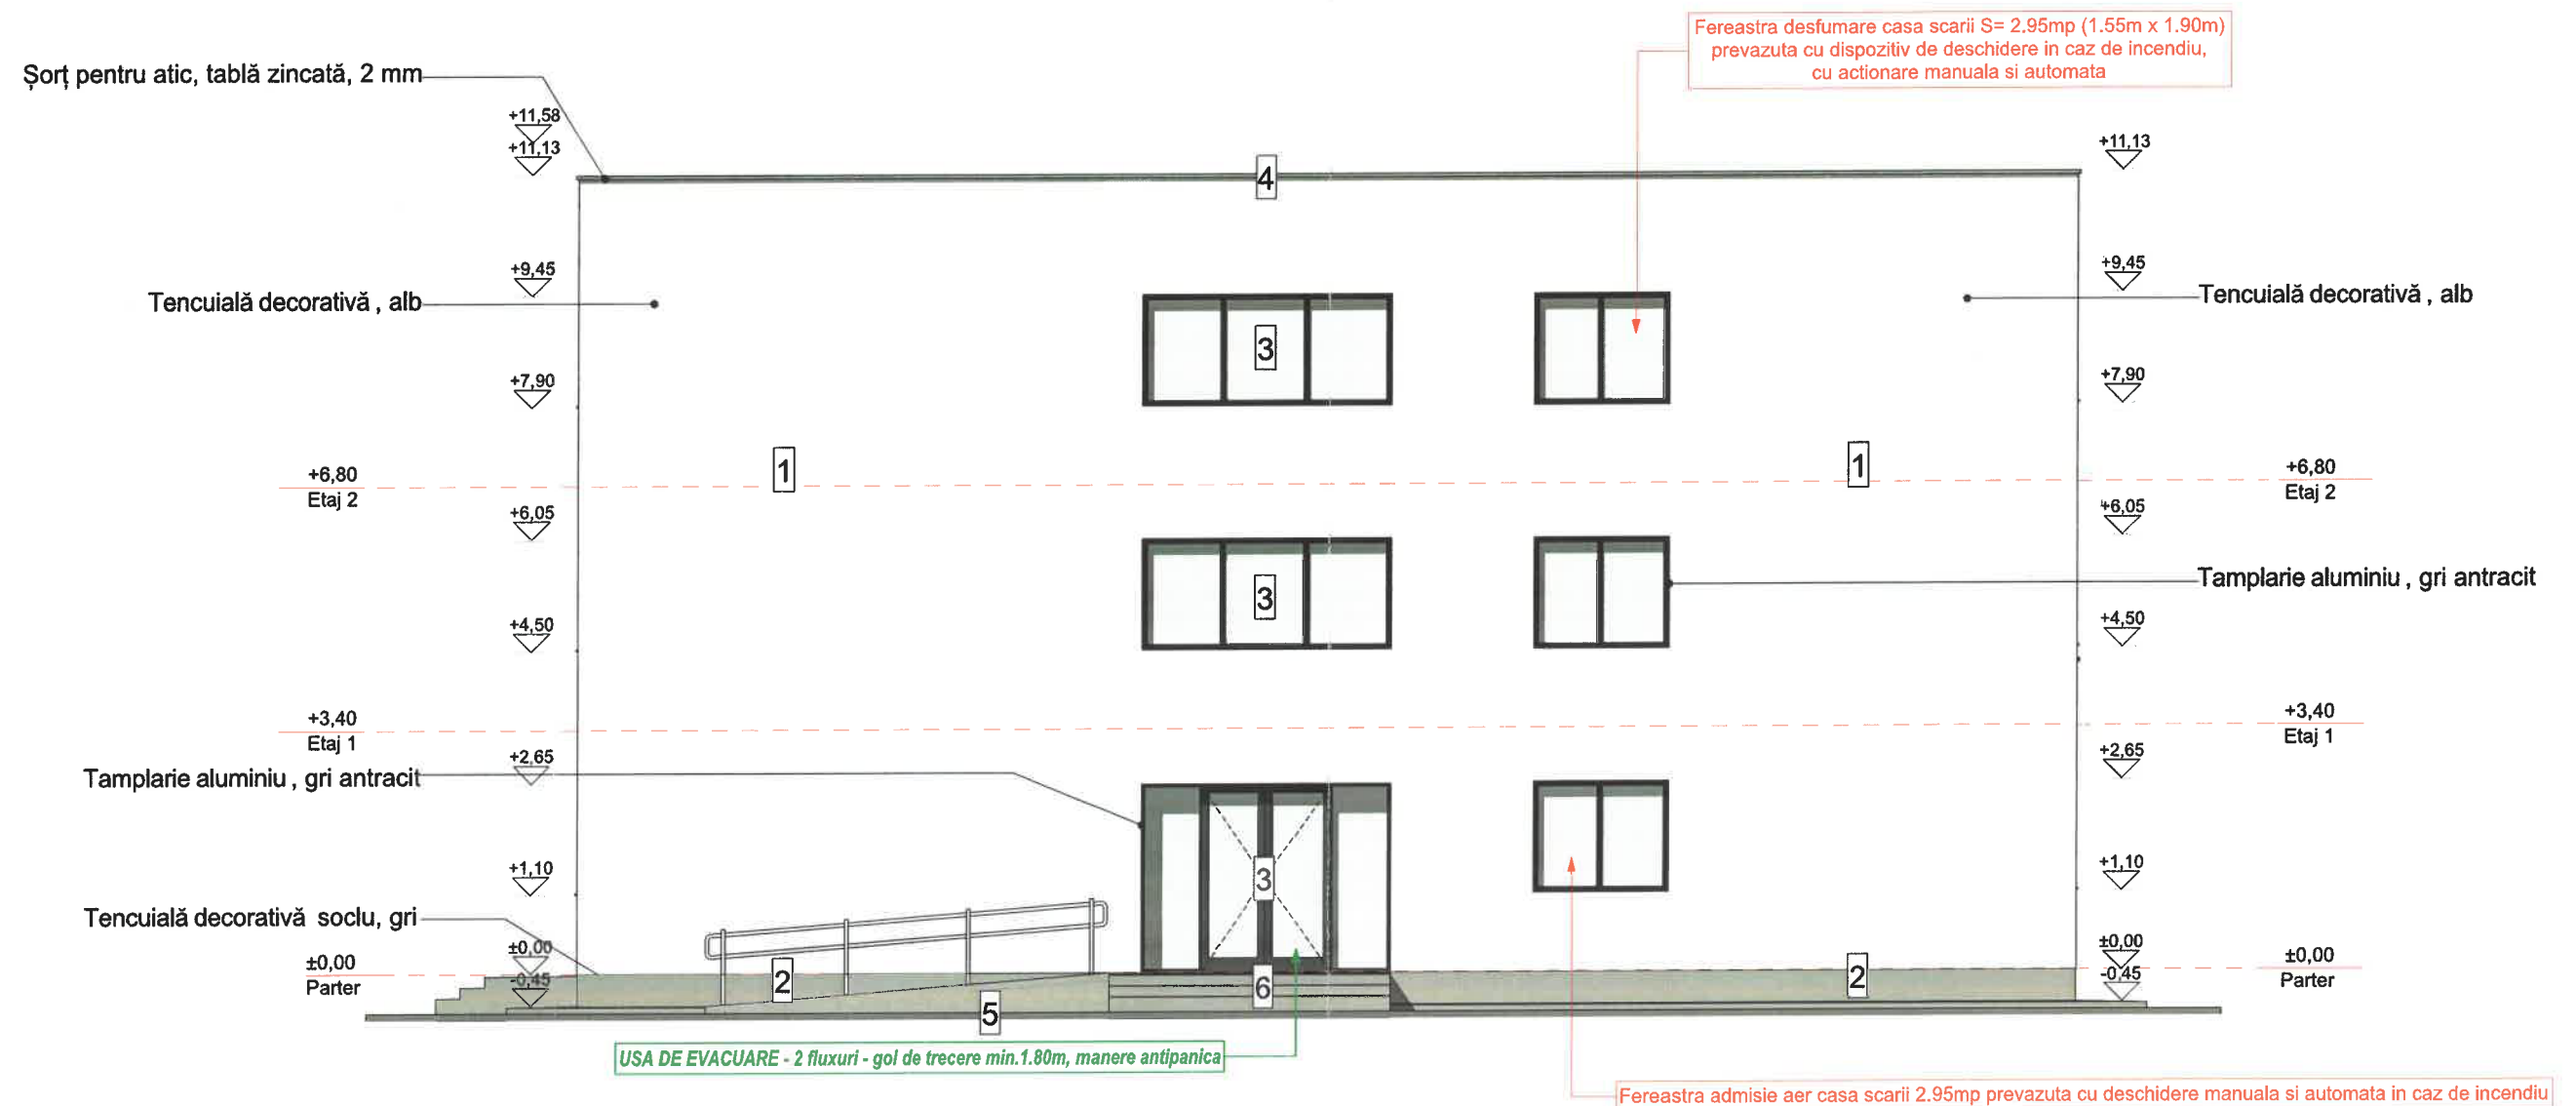 Fereastra desfumare casa scarii S= 2.95mp (1.55m x 1.90m)
prevazuta cu dispozitiv de deschidere in caz de incendiu,
cu actionare manuala si automata
Șorț pentru atic, tablă zincată, 2 mm
+11,58
+11,13
+11,13
4
+9,45
+9,45
Tencuială decorativă , alb
Tencuială decorativă , alb
3
+7,90
+7,90
1
1
+6,80
Etaj 2
+6,80
Etaj 2
+6,05
+6,05
3
Tamplarie aluminiu , gri antracit
+4,50
+4,50
+3,40
Etaj 1
+3,40
Etaj 1
+2,65
+2,65
Tamplarie aluminiu , gri antracit
+1,10
+1,10
3
Tencuială decorativă soclu, gri
±0,00
±0,00
±0,00
Parter
±0,00
Parter
-0,45
-0,45
2
2
6
5
USA DE EVACUARE - 2 fluxuri - gol de trecere min.1.80m, manere antipanica
Fereastra admisie aer casa scarii 2.95mp prevazuta cu deschidere manuala si automata in caz de incendiu